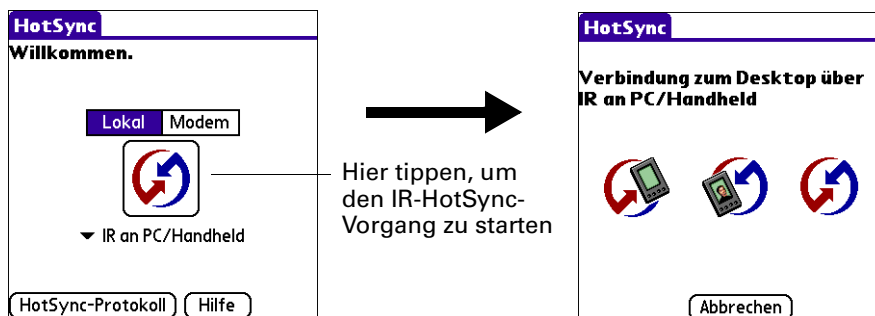 HotSync
Willkommen.
Lokal Modem
IR an PC/Handheld
HotSync-Protokoll Hilfe
Hier tippen, um
den IR-HotSync-
Vorgang zu starten
HotSync
Verbindung zum Desktop über
IR an PC/Handheld
Abbrechen